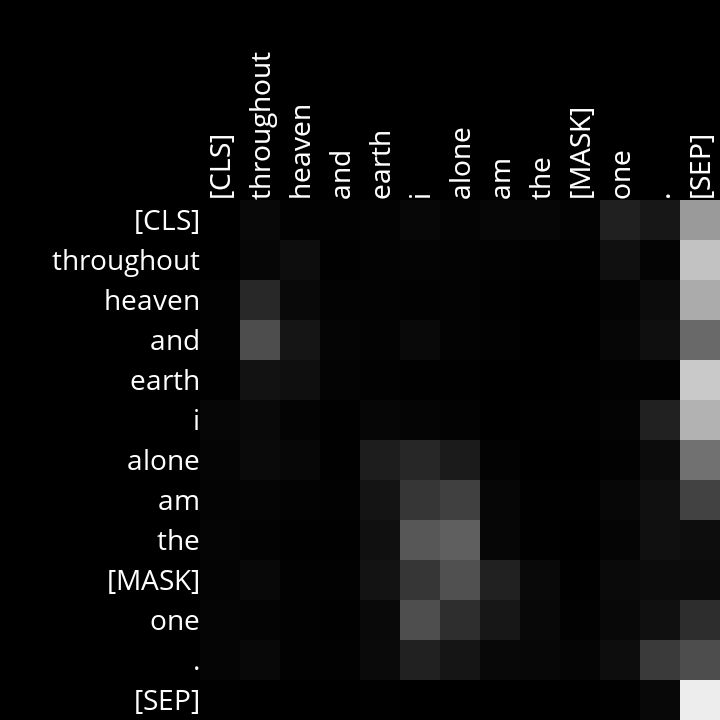 [CLS] throughout heaven and earth i alone am the [MASK] one . [SEP]
[CLS]
throughout
heaven
and
earth
i
alone
am
the
[MASK]
one
.
[SEP]